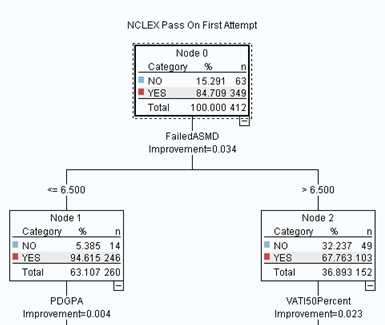 NCLEX Pass On First Attempt
Node 0
Category % n
NO 15.291 63
YES 84.709 349
Total 100.000 412
FailedASMD
Improvement=0.034
<= 6.500
> 6.500
Node 1
Category % n
NO 5.385 14
YES 94.615 246
Total 63.107 260
PDGPA
Improvement=0.004
Node 2
Category % n
NO 32.237 49
YES 67.763 103
Total 36.893 152
VATI50Percent
Improvement=0.023